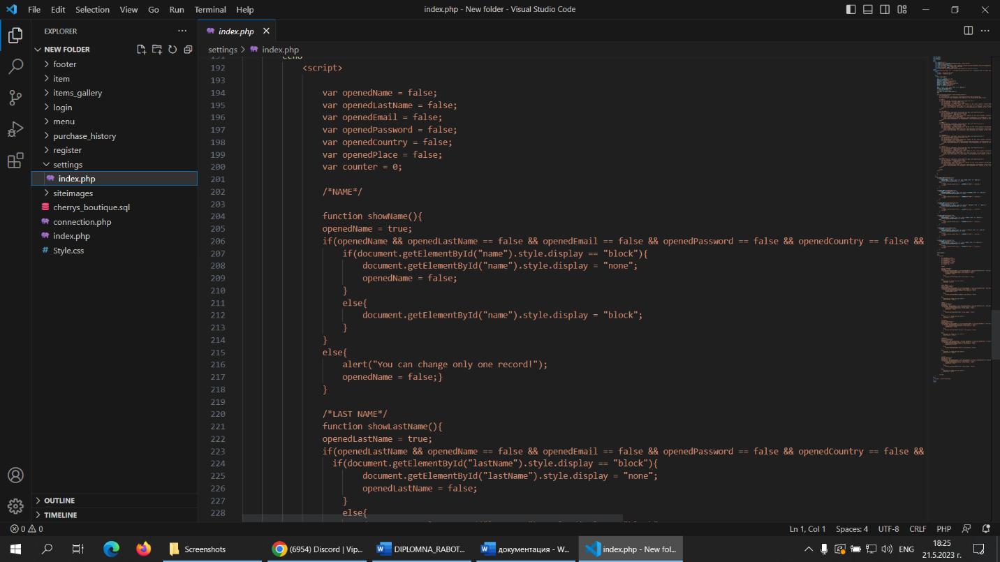 File Edit Selection View Go Run Terminal Help
index.php - New folder - Visual Studio Code
EXPLORER
NEW FOLDER
footer
item
items_gallery
login
menu
purchase_history
register
settings
index.php
siteimages
cherrys_boutique.sql
connection.php
index.php
Style.css
OUTLINE
TIMELINE
index.php
settings > index.php
191 echo
192 <script>
193
194 var openedName = false;
195 var openedLastName = false;
196 var openedEmail = false;
197 var openedPassword = false;
198 var openedCountry = false;
199 var openedPlace = false;
200 var counter = 0;
201
202 /*NAME*/
203
204 function showName(){
205 openedName = true;
206 if(openedName && openedLastName == false && openedEmail == false && openedPassword == false && openedCountry == false &&
207 if(document.getElementById("name").style.display == "block"){
208 document.getElementById("name").style.display = "none";
209 openedName = false;
210 }
211 else{
212 document.getElementById("name").style.display = "block";
213 }
214 }
215 else{
216 alert("You can change only one record!");
217 openedName = false;}
218 }
219
220 /*LAST NAME*/
221 function showLastName(){
222 openedLastName = true;
223 if(openedLastName && openedName == false && openedEmail == false && openedPassword == false && openedCountry == false &&
224 if(document.getElementById("lastName").style.display == "block"){
225 document.getElementById("lastName").style.display = "none";
226 openedLastName = false;
227 }
228 else{
0 0
Ln 1, Col 1 Spaces: 4 UTF-8 CRLF PHP
Screenshots
(6954) Discord | Vip...
DIPLOMNA_RABOT...
документация - W...
index.php - New fol...
ENG
18:25
21.5.2023 г.